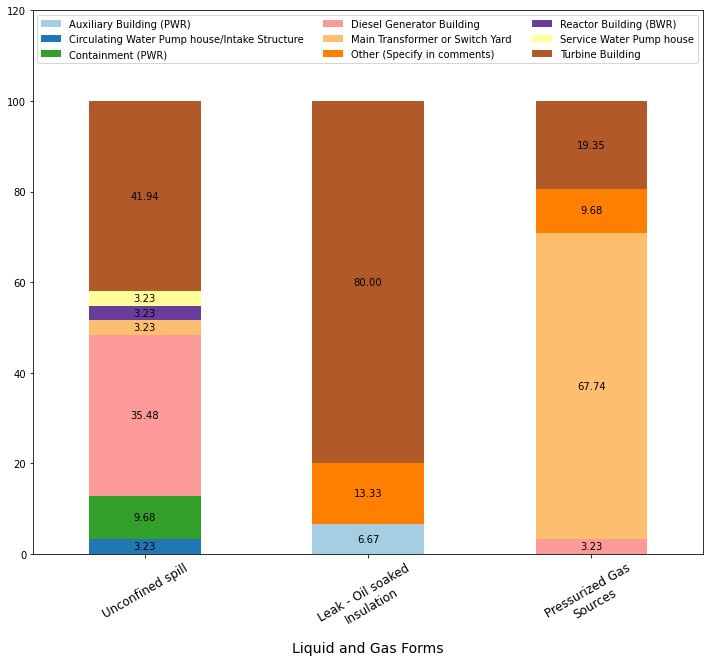 120
100
80
60
40
20
0
Auxiliary Building (PWR)
Circulating Water Pump house/Intake Structure
Containment (PWR)
Diesel Generator Building
Main Transformer or Switch Yard
Other (Specify in comments)
Reactor Building (BWR)
Service Water Pump house
Turbine Building
41.94
3.23
3.23
3.23
35.48
9.68
3.23
80.00
13.33
6.67
19.35
9.68
67.74
3.23
Unconfined spill
Leak - Oil soaked
Insulation
Pressurized Gas
Sources
Liquid and Gas Forms